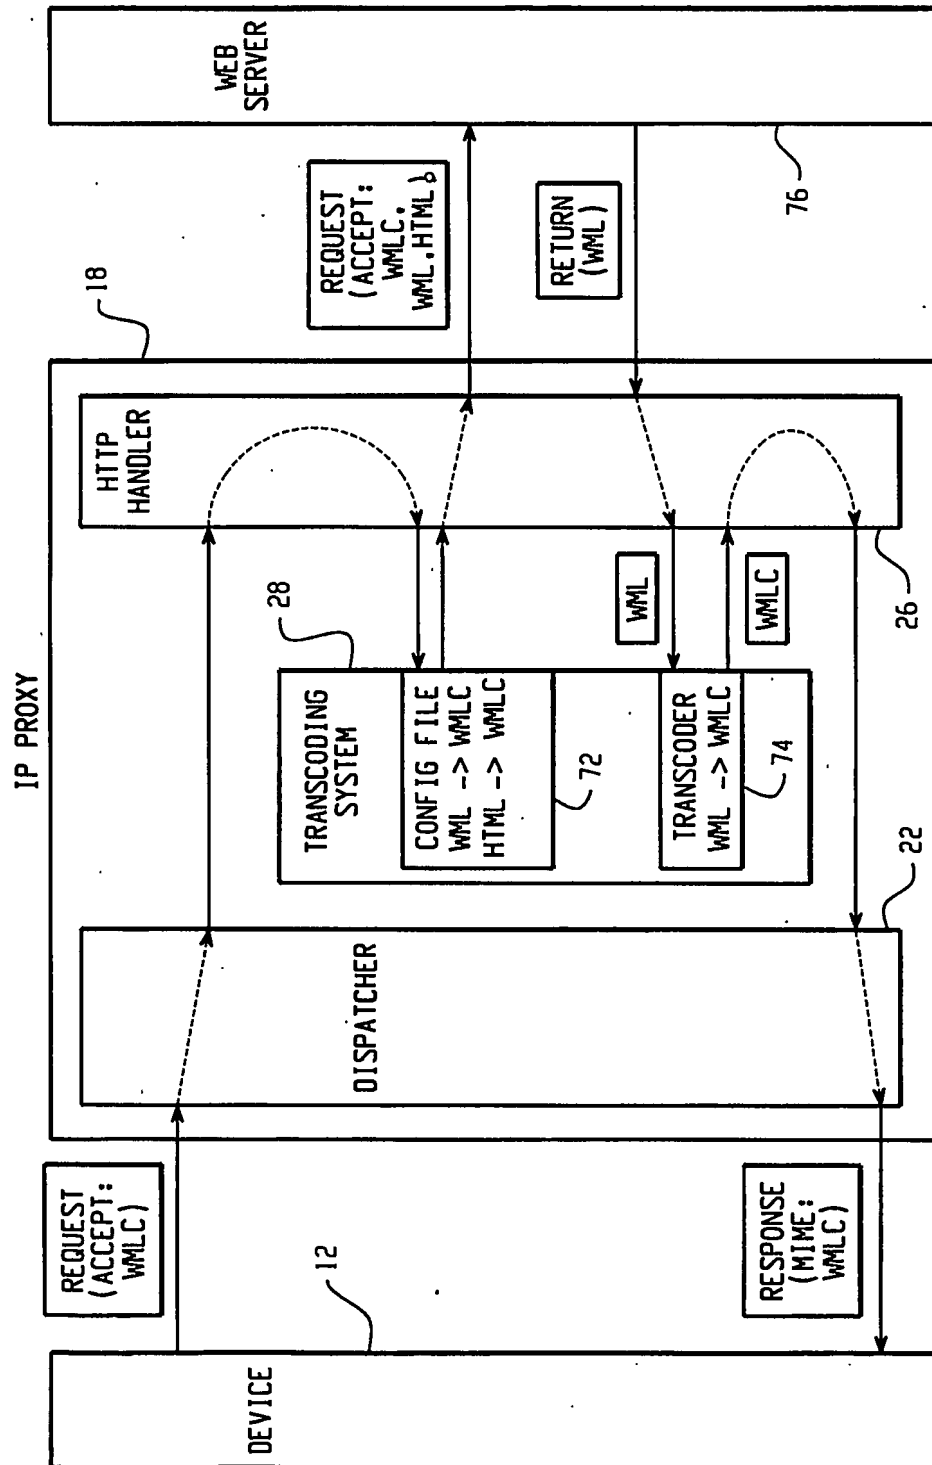 IP PROXY
DEVICE
12
REQUEST
(ACCEPT:
WMLC)
RESPONSE
(MIME:
WMLC)
DISPATCHER
22
TRANSCODING
SYSTEM
28
CONFIG FILE
WML -> WMLC
HTML -> WMLC
72
TRANSCODER
WML -> WMLC
74
WML
WMLC
HTTP
HANDLER
26
18
REQUEST
(ACCEPT:
WMLC.
WML.HTML)
RETURN
(WML)
WEB
SERVER
76